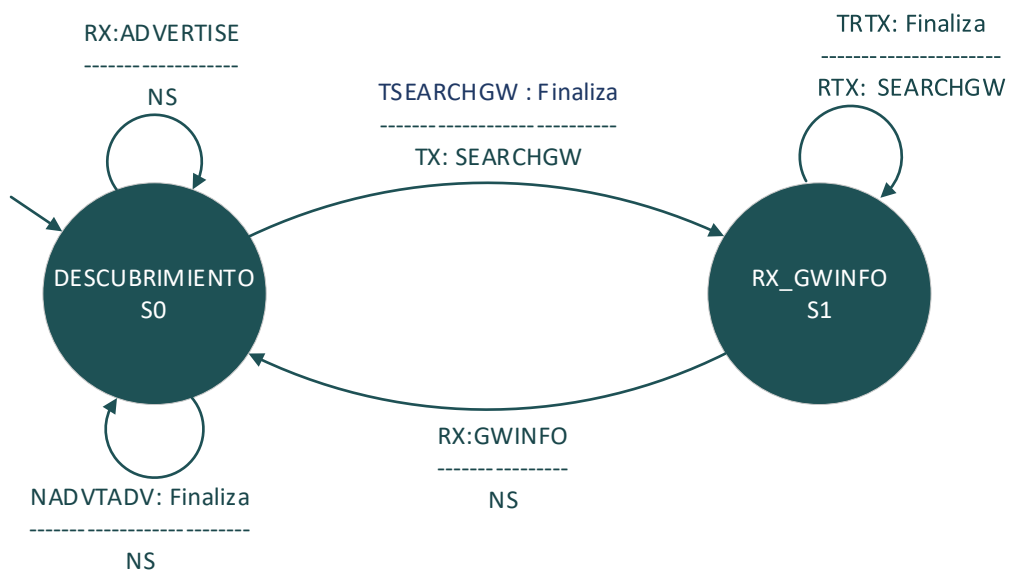 RX:ADVERTISE
------------------
NS
TSEARCHGW : Finaliza
----------------------------
TX: SEARCHGW
TRTX: Finaliza
---------------------
RTX: SEARCHGW
DESCUBRIMIENTO
S0
RX_GWINFO
S1
RX:GWINFO
---------------
NS
NADVTADV: Finaliza
--------------------------
NS